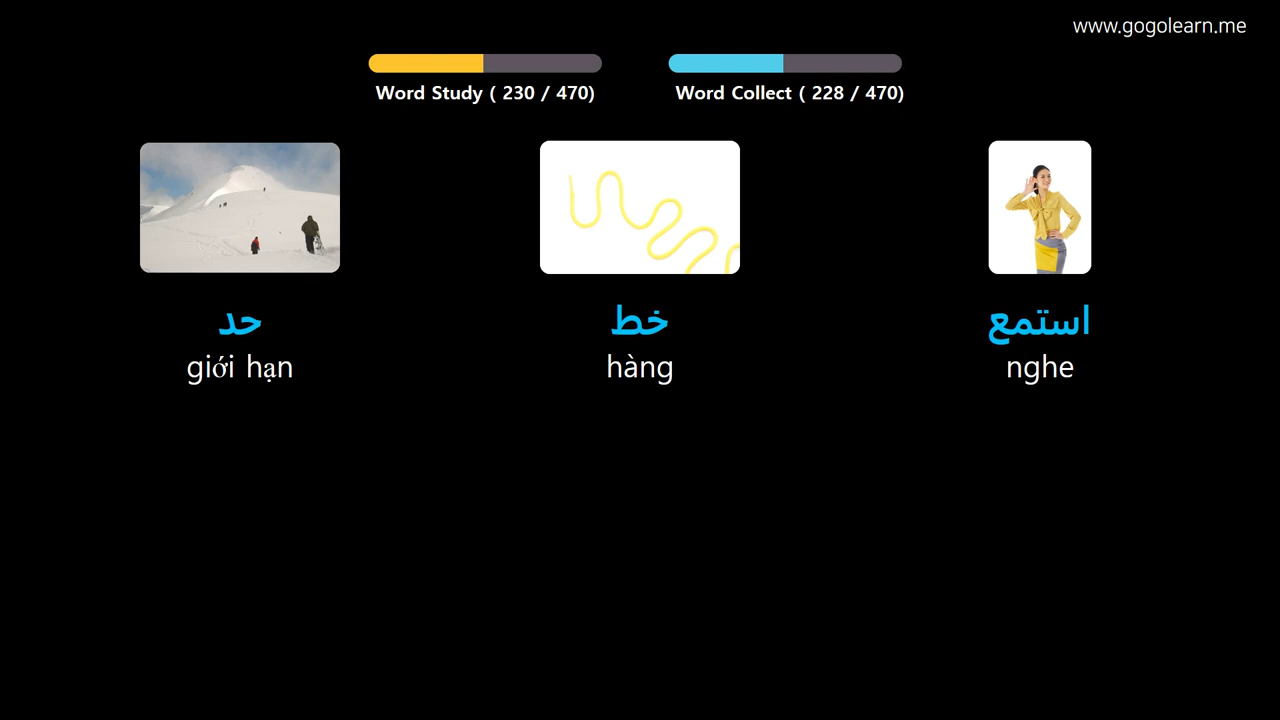 www.gogolearn.me
Word Study ( 230 / 470)
Word Collect ( 228 / 470)
حد
giới hạn
خط
hàng
استمع
nghe